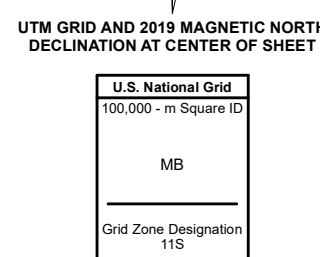 UTM GRID AND 2019 MAGNETIC NORTH
DECLINATION AT CENTER OF SHEET
U.S. National Grid
100,000 - m Square ID
MB
Grid Zone Designation
11S